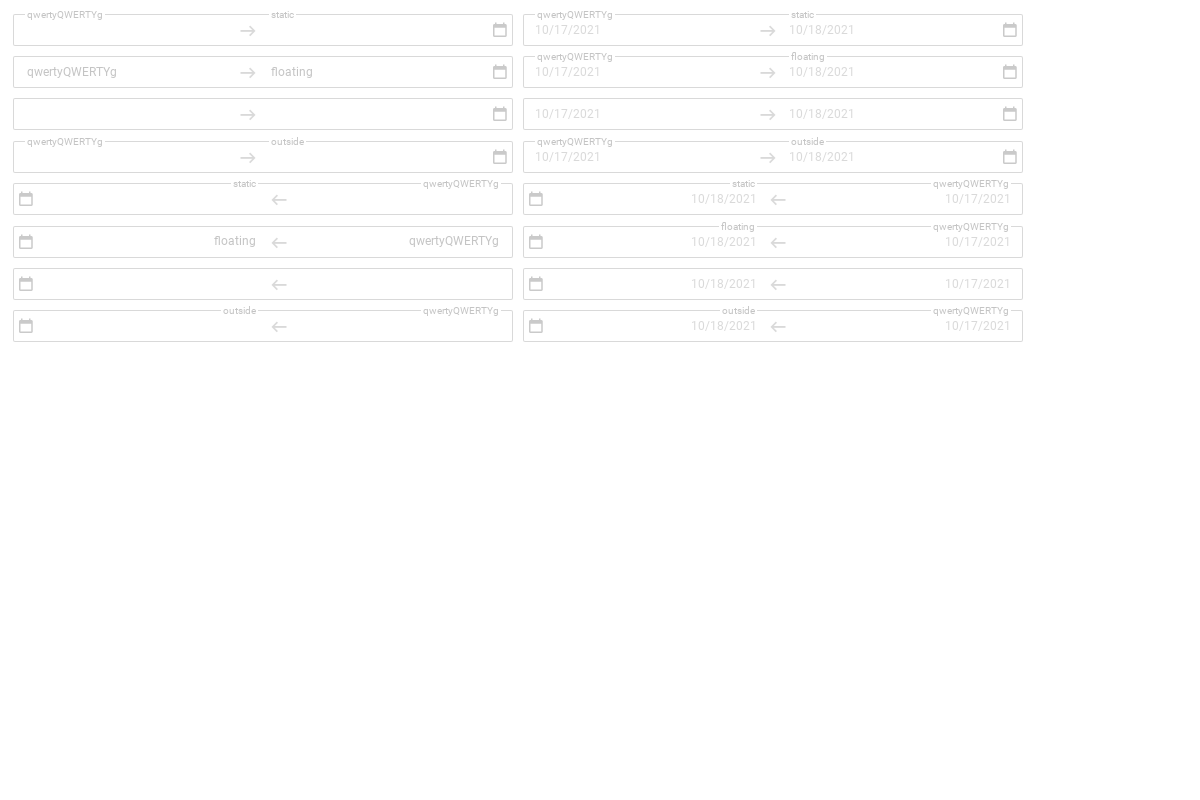 qwertyQWERTYg static qwertyQWERTYg static
10/17/2021 10/18/2021
qwertyQWERTYg floating
qwertyQWERTYg floating 10/17/2021 10/18/2021
10/17/2021 10/18/2021
qwertyQWERTYg outside qwertyQWERTYg outside
10/17/2021 10/18/2021
static qwertyQWERTYg static qwertyQWERTYg
10/18/2021 10/17/2021
floating qwertyQWERTYg
floating qwertyQWERTYg 10/18/2021 10/17/2021
10/18/2021 10/17/2021
outside qwertyQWERTYg outside qwertyQWERTYg
10/18/2021 10/17/2021